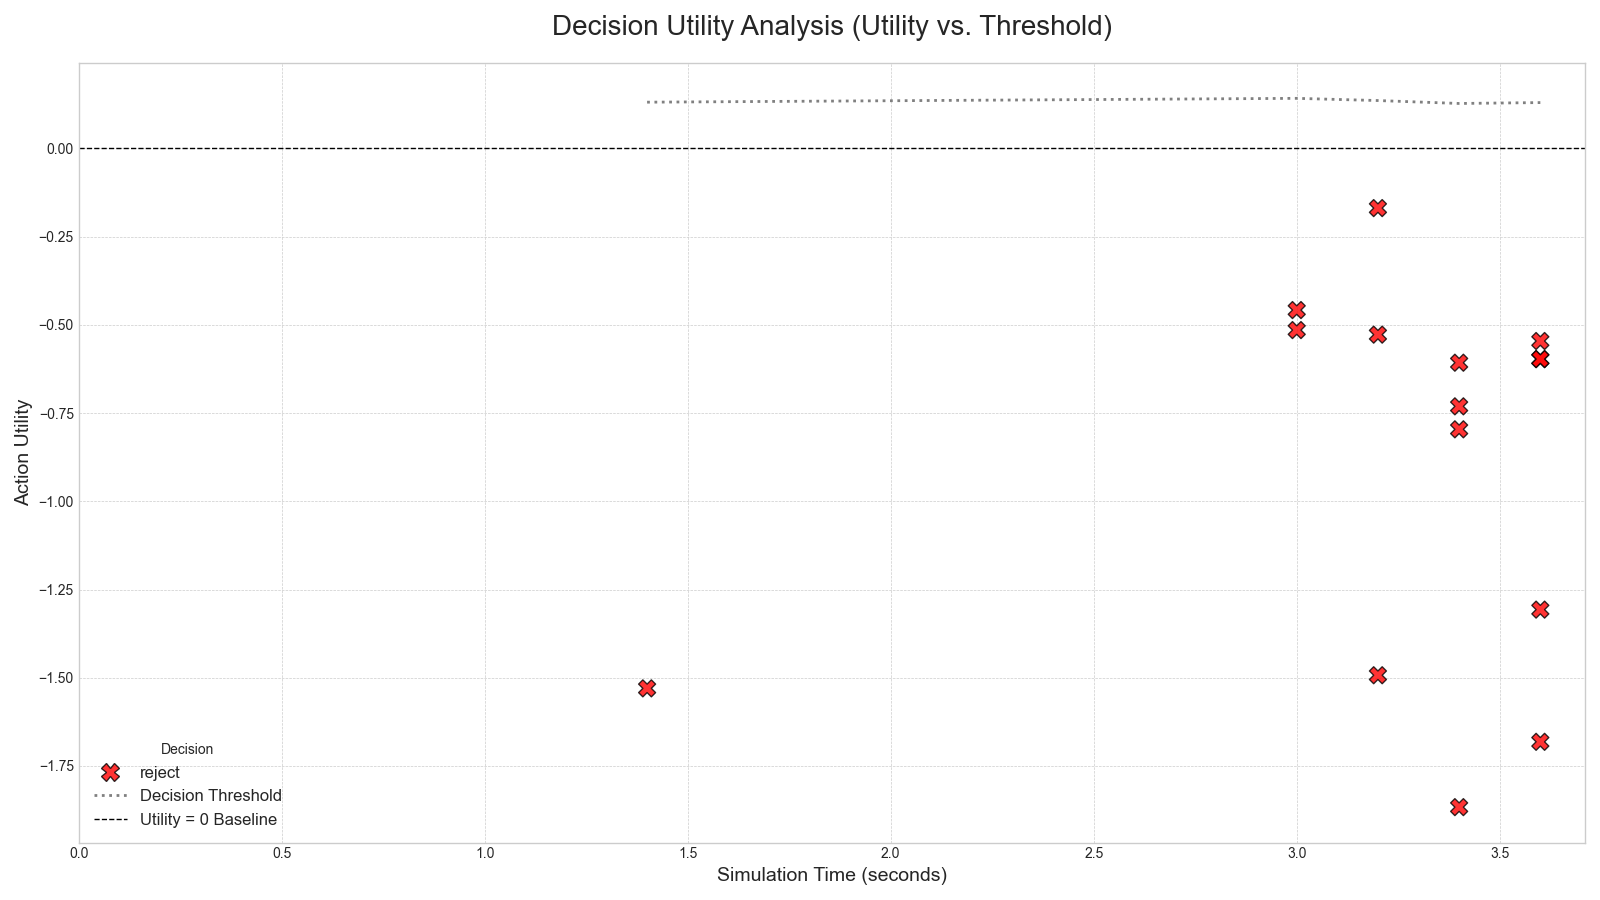 Decision Utility Analysis (Utility vs. Threshold)
Action Utility
0.00
−0.25
−0.50
−0.75
−1.00
−1.25
−1.50
−1.75
Decision
reject
Decision Threshold
Utility = 0 Baseline
0.0 0.5 1.0 1.5 2.0 2.5 3.0 3.5
Simulation Time (seconds)